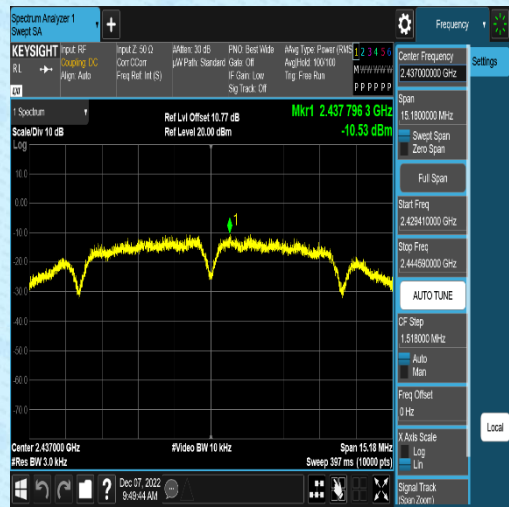 Spectrum Analyzer 1
Swept SA
+
Frequency
KEYSIGHT
Input: RF
Coupling: DC
Align: Auto
Input Z: 50 Ω
Corr CCorr
Freq Ref: Int (S)
#Atten: 30 dB
µW Path: Standard
PNO: Best Wide
Gate: Off
IF Gain: Low
Sig Track: Off
#Avg Type: Power (RMS
Avg|Hold: 100/100
Trig: Free Run
1 2 3 4 5 6
M W W W W W
P P P P P P
RL
LXI
1 Spectrum
Scale/Div 10 dB
Ref Lvl Offset 10.77 dB
Ref Level 20.00 dBm
Mkr1 2.437 796 3 GHz
-10.53 dBm
Log
10.0
0.00
-10.0
-20.0
-30.0
-40.0
-50.0
-60.0
-70.0
1
Center 2.437000 GHz
#Res BW 3.0 kHz
#Video BW 10 kHz
Span 15.18 MHz
Sweep 397 ms (10000 pts)
Dec 07, 2022
9:49:44 AM
?
Center Frequency
2.437000000 GHz
Span
15.1800000 MHz
Swept Span
Zero Span
Full Span
Start Freq
2.429410000 GHz
Stop Freq
2.444590000 GHz
AUTO TUNE
CF Step
1.518000 MHz
Auto
Man
Freq Offset
0 Hz
X Axis Scale
Log
Lin
Signal Track
(Span Zoom)
Settings
Local